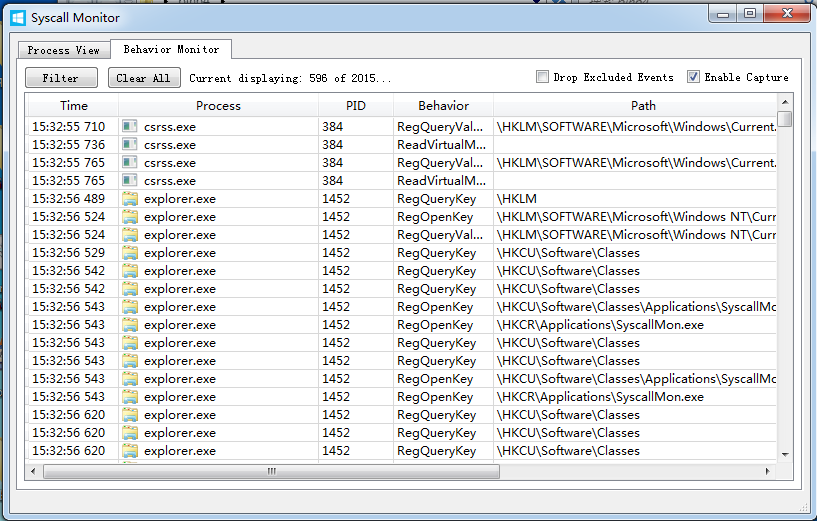 Syscall Monitor
Process View Behavior Monitor
Filter Clear All Current displaying: 596 of 2015... Drop Excluded Events Enable Capture
Time Process PID Behavior Path
15:32:55 710 csrss.exe 384 RegQueryVal... \HKLM\SOFTWARE\Microsoft\Windows\Current.
15:32:55 736 csrss.exe 384 ReadVirtualM...
15:32:55 765 csrss.exe 384 RegQueryVal... \HKLM\SOFTWARE\Microsoft\Windows\Current.
15:32:55 765 csrss.exe 384 ReadVirtualM...
15:32:56 489 explorer.exe 1452 RegQueryKey \HKLM
15:32:56 524 explorer.exe 1452 RegOpenKey \HKLM\SOFTWARE\Microsoft\Windows NT\Curr
15:32:56 524 explorer.exe 1452 RegQueryVal... \HKLM\SOFTWARE\Microsoft\Windows NT\Curr
15:32:56 529 explorer.exe 1452 RegQueryKey \HKCU\Software\Classes
15:32:56 542 explorer.exe 1452 RegQueryKey \HKCU\Software\Classes
15:32:56 542 explorer.exe 1452 RegQueryKey \HKCU\Software\Classes
15:32:56 543 explorer.exe 1452 RegOpenKey \HKCU\Software\Classes\Applications\SyscallMo
15:32:56 543 explorer.exe 1452 RegOpenKey \HKCR\Applications\SyscallMon.exe
15:32:56 543 explorer.exe 1452 RegQueryKey \HKCU\Software\Classes
15:32:56 543 explorer.exe 1452 RegQueryKey \HKCU\Software\Classes
15:32:56 543 explorer.exe 1452 RegOpenKey \HKCU\Software\Classes\Applications\SyscallMo
15:32:56 543 explorer.exe 1452 RegOpenKey \HKCR\Applications\SyscallMon.exe
15:32:56 620 explorer.exe 1452 RegQueryKey \HKCU\Software\Classes
15:32:56 620 explorer.exe 1452 RegQueryKey \HKCU\Software\Classes
15:32:56 620 explorer.exe 1452 RegQueryKey \HKCU\Software\Classes